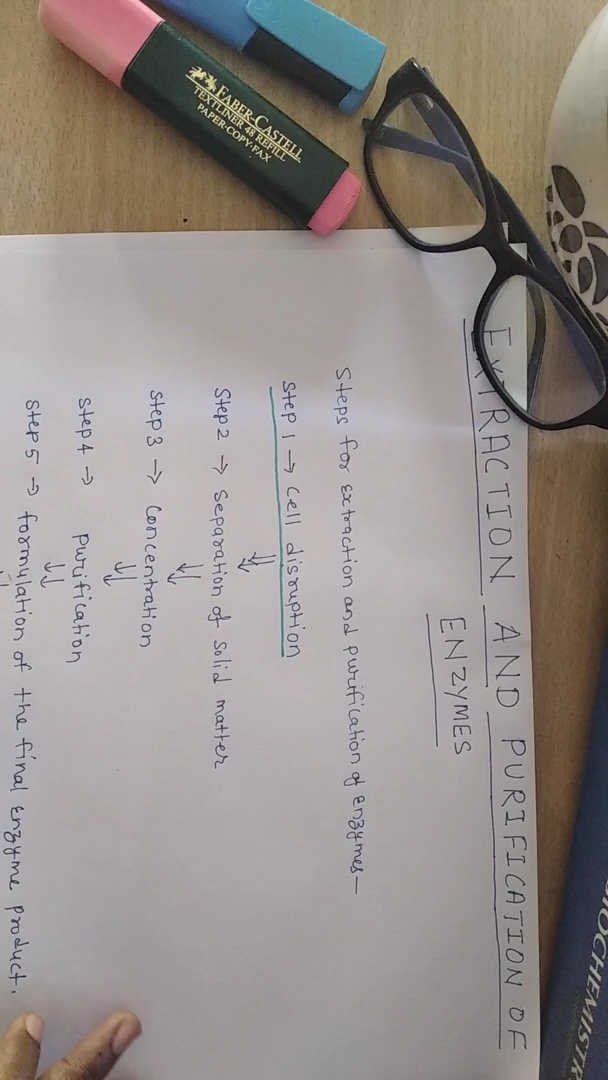 EXTRACTION AND PURIFICATION OF
ENZYMES
Steps for extraction and purification of enzymes—
Step 1 → Cell disruption
Step 2 → Separation of solid matter
Step 3 → Concentration
Step 4 → purification
Step 5 → formulation of the final enzyme product.
FABER-CASTELL
TEXTLINER 48 REFILL
PAPER-COPY-FAX